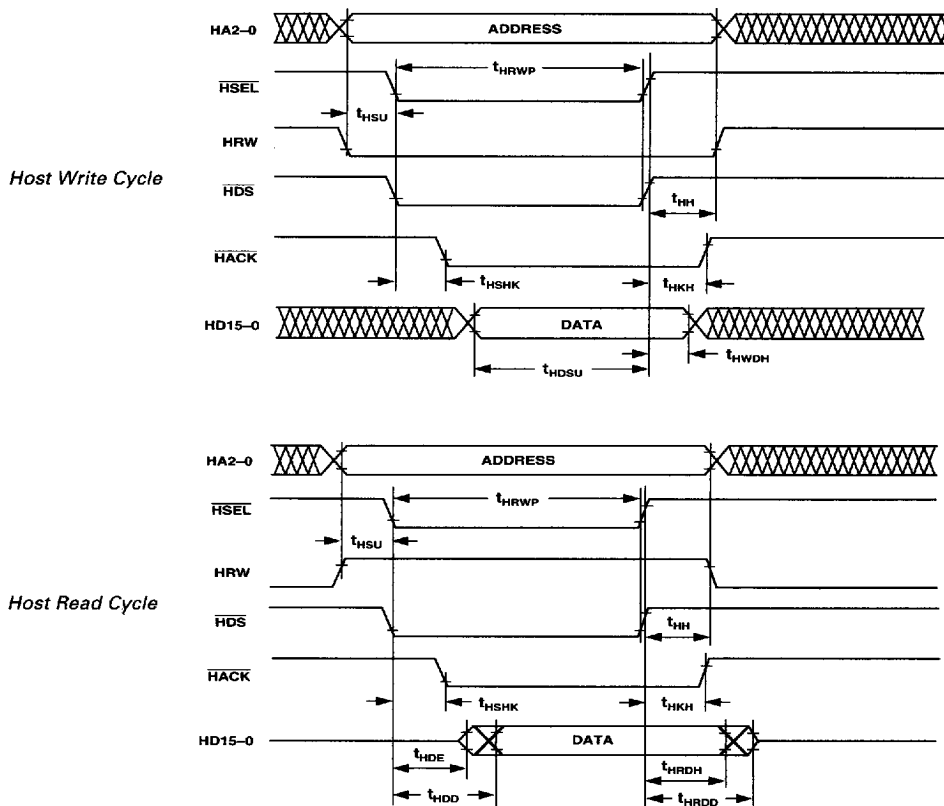 HA2–0
ADDRESS
tHRWP
HSEL
tHSU
HRW
Host Write Cycle
HDS
tHH
HACK
tHSHK
tHKH
HD15–0
DATA
tHWDH
tHDSU
HA2–0
ADDRESS
tHRWP
HSEL
tHSU
HRW
Host Read Cycle
HDS
tHH
HACK
tHSHK
tHKH
HD15–0
DATA
tHDE
tHRDH
tHDD
tHRDD